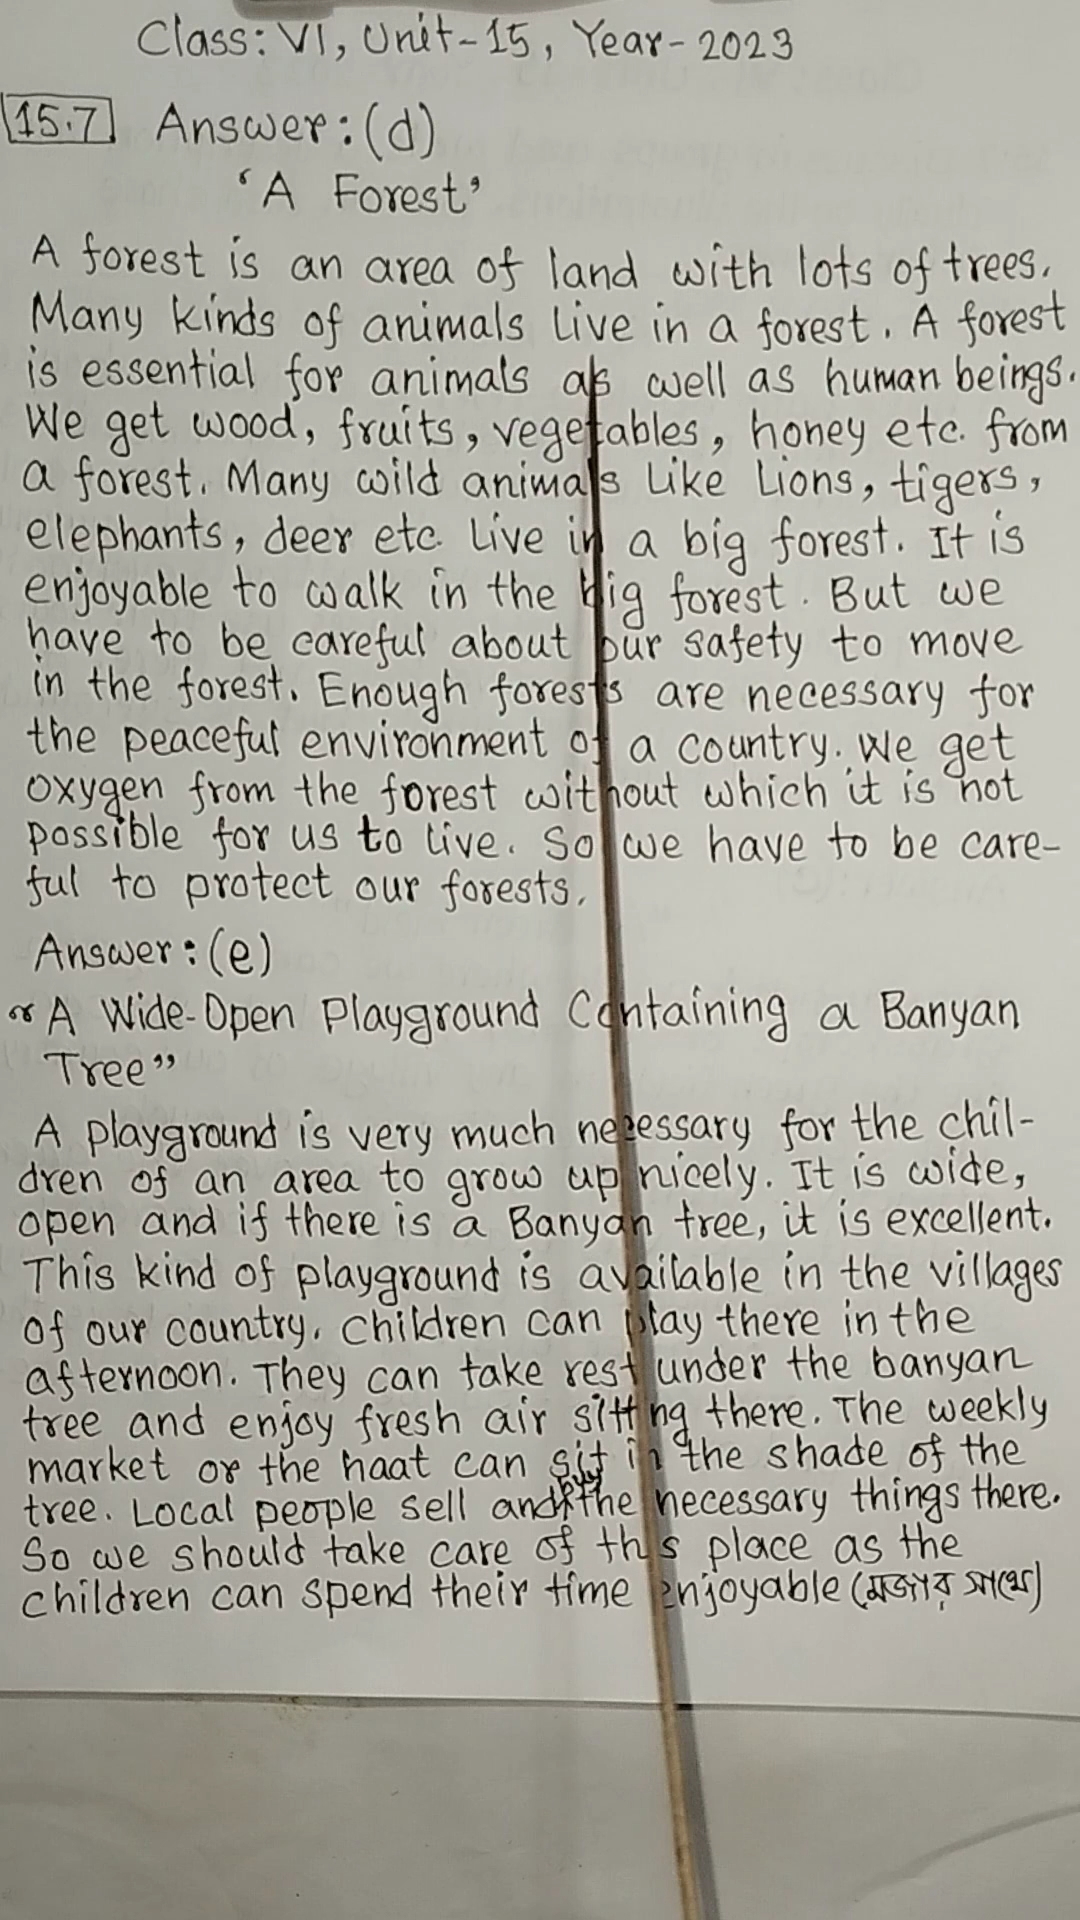 Class: VI, Unit-15, Year-2023
15.7 Answer: (d)
'A Forest'
A forest is an area of land with lots of trees.
Many kinds of animals live in a forest. A forest
is essential for animals as well as human beings.
We get wood, fruits, vegetables, honey etc. from
a forest. Many wild animals like Lions, tigers,
elephants, deer etc. live in a big forest. It is
enjoyable to walk in the big forest. But we
have to be careful about our safety to move
in the forest. Enough forests are necessary for
the peaceful environment of a country. We get
oxygen from the forest without which it is not
possible for us to live. So we have to be care-
ful to protect our forests.
Answer: (e)
"A Wide-Open Playground Containing a Banyan
Tree"
A playground is very much necessary for the chil-
dren of an area to grow up nicely. It is wide,
open and if there is a Banyan tree, it is excellent.
This kind of playground is available in the villages
of our country. Children can play there in the
afternoon. They can take rest under the banyan
tree and enjoy fresh air sitting there. The weekly
market or the haat can sit in the shade of the
tree. Local people sell and buy the necessary things there.
So we should take care of this place as the
children can spend their time enjoyable (মজার সাথে)